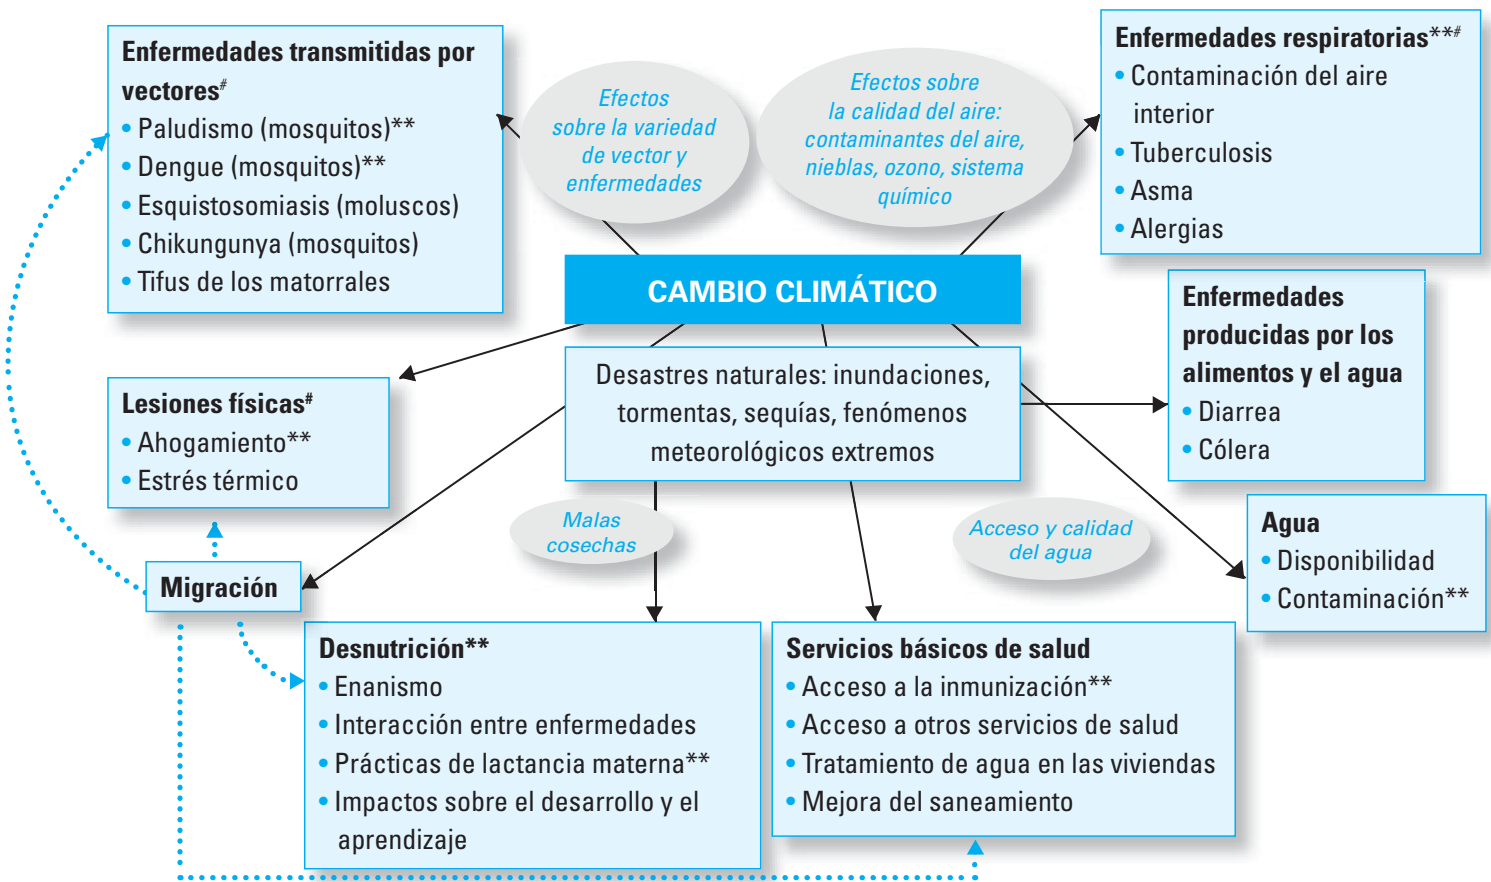 Enfermedades transmitidas por
vectores#
• Paludismo (mosquitos)**
• Dengue (mosquitos)**
• Esquistosomiasis (moluscos)
• Chikungunya (mosquitos)
• Tifus de los matorrales
Efectos
sobre la variedad
de vector y
enfermedades
Efectos sobre
la calidad del aire:
contaminantes del aire,
nieblas, ozono, sistema
químico
Enfermedades respiratorias**#
• Contaminación del aire
interior
• Tuberculosis
• Asma
• Alergias
CAMBIO CLIMÁTICO
Desastres naturales: inundaciones,
tormentas, sequías, fenómenos
meteorológicos extremos
Enfermedades
producidas por los
alimentos y el agua
• Diarrea
• Cólera
Lesiones físicas#
• Ahogamiento**
• Estrés térmico
Malas
cosechas
Acceso y calidad
del agua
Agua
• Disponibilidad
• Contaminación**
Migración
Desnutrición**
• Enanismo
• Interacción entre enfermedades
• Prácticas de lactancia materna**
• Impactos sobre el desarrollo y el
aprendizaje
Servicios básicos de salud
• Acceso a la inmunización**
• Acceso a otros servicios de salud
• Tratamiento de agua en las viviendas
• Mejora del saneamiento